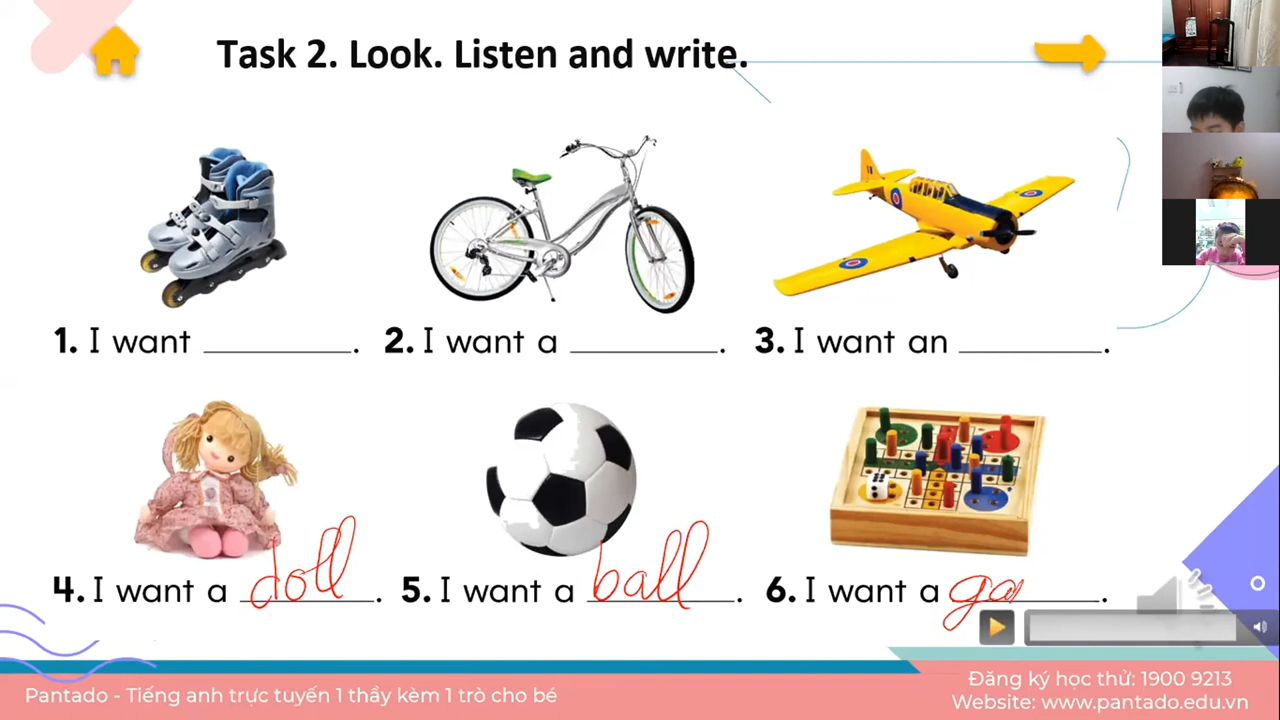 Task 2. Look. Listen and write.
1. I want ________. 2. I want a ________. 3. I want an ________.
4. I want a doll. 5. I want a ball. 6. I want a ga.
Pantado - Tiếng anh trực tuyến 1 thầy kèm 1 trò cho bé
Đăng ký học thử: 1900 9213
Website: www.pantado.edu.vn